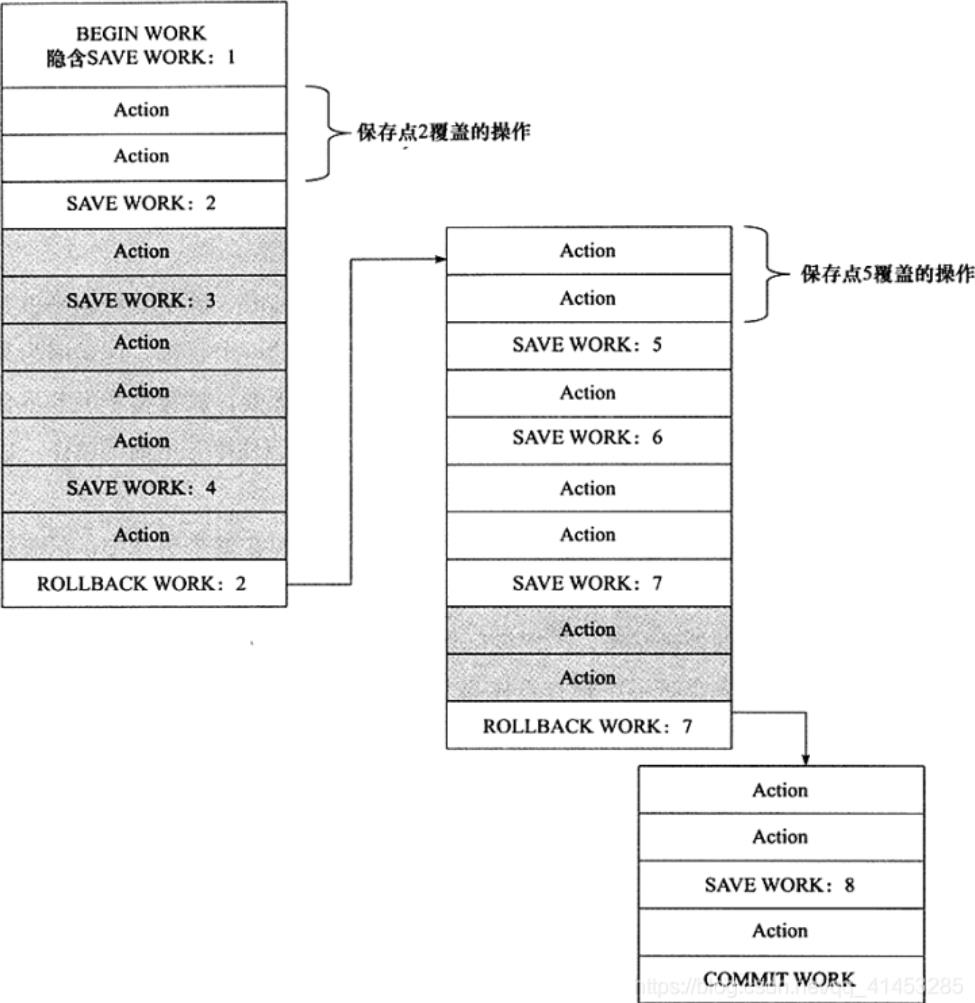 BEGIN WORK
隐含SAVE WORK：1
Action
Action
保存点2覆盖的操作
SAVE WORK：2
Action
SAVE WORK：3
Action
Action
Action
SAVE WORK：4
Action
ROLLBACK WORK：2
Action
Action
保存点5覆盖的操作
SAVE WORK：5
Action
SAVE WORK：6
Action
Action
SAVE WORK：7
Action
Action
ROLLBACK WORK：7
Action
Action
SAVE WORK：8
Action
COMMIT WORK
https://blog.csdn.net/qq_41453285